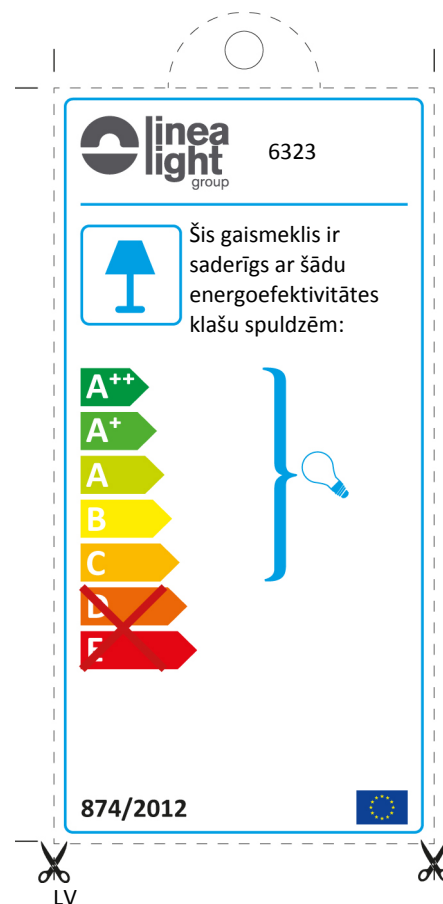 linea
light
group
6323
Šis gaismeklis ir
saderīgs ar šādu
energoefektivitātes
klašu spuldzēm:
A++
A+
A
B
C
D
E
874/2012
LV